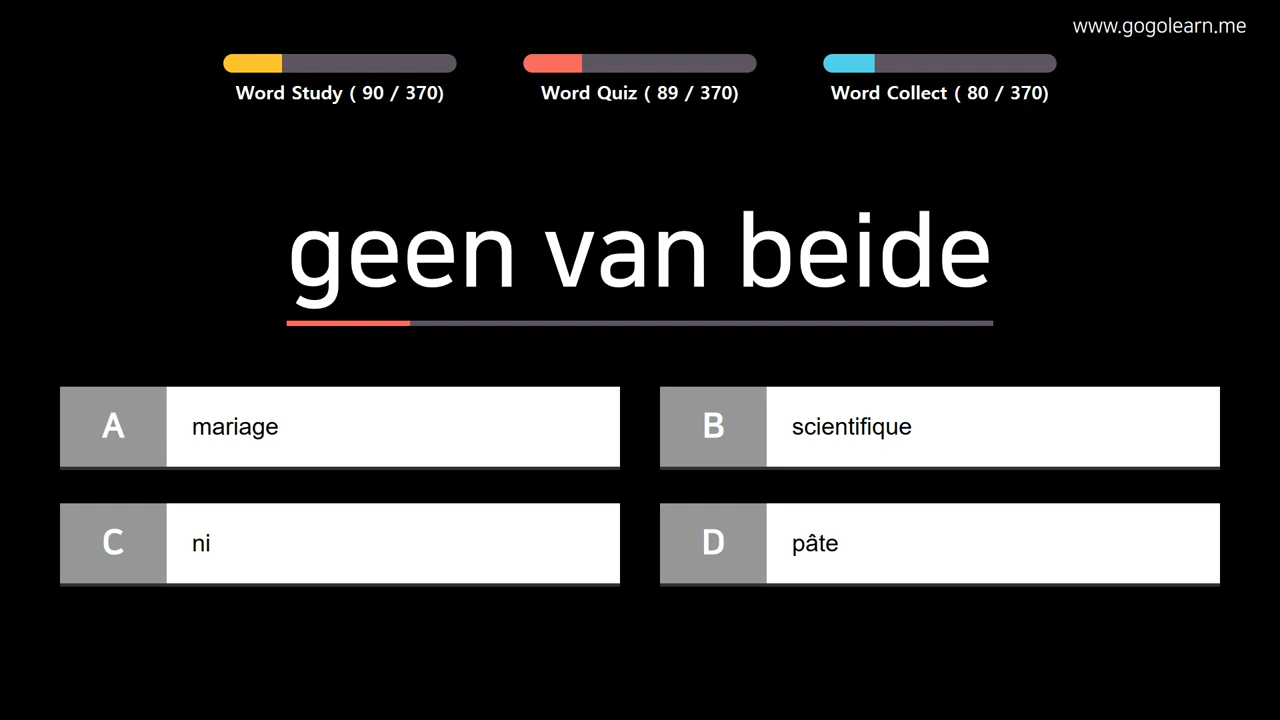 www.gogolearn.me
Word Study ( 90 / 370)
Word Quiz ( 89 / 370)
Word Collect ( 80 / 370)
geen van beide
A mariage
B scientifique
C ni
D pâte